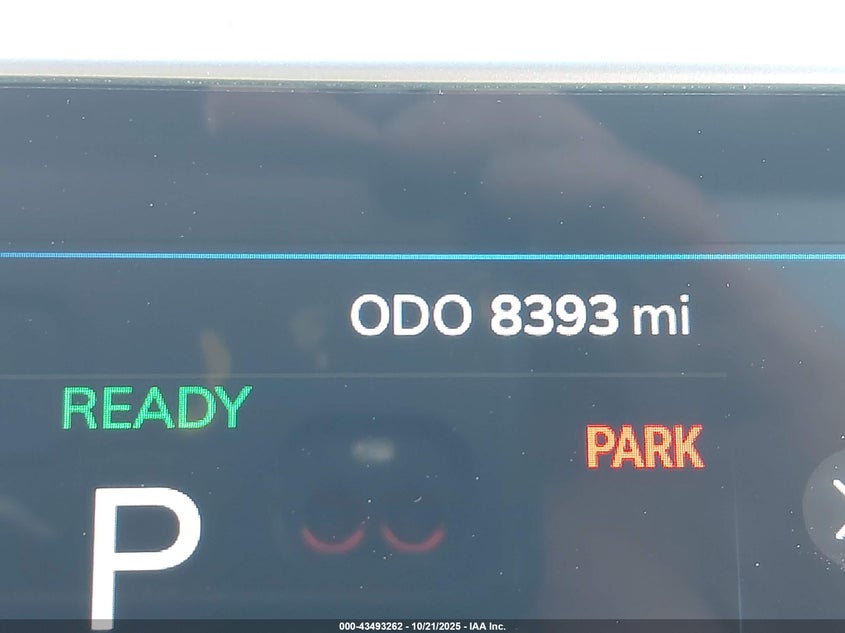 ODO 8393 mi
READY
PARK
P
000-43493262 - 10/21/2025 - IAA Inc.